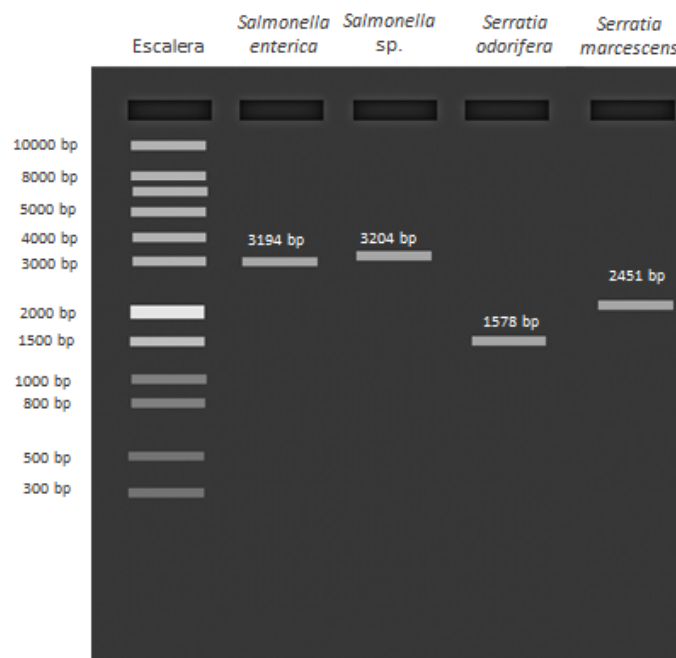 Escalera
Salmonella
enterica
Salmonella
sp.
Serratia
odorifera
Serratia
marcescens
10000 bp
8000 bp
5000 bp
4000 bp
3000 bp
2000 bp
1500 bp
1000 bp
800 bp
500 bp
300 bp
3194 bp
3204 bp
1578 bp
2451 bp